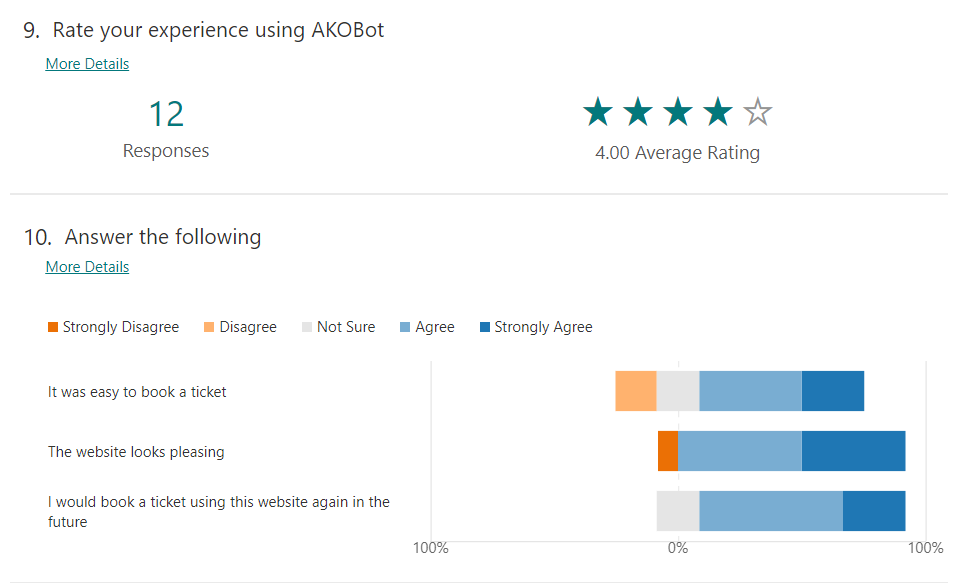 9. Rate your experience using AKOBot
More Details
12
Responses
4.00 Average Rating
10. Answer the following
More Details
Strongly Disagree Disagree Not Sure Agree Strongly Agree
It was easy to book a ticket
The website looks pleasing
I would book a ticket using this website again in the
future
100% 0% 100%